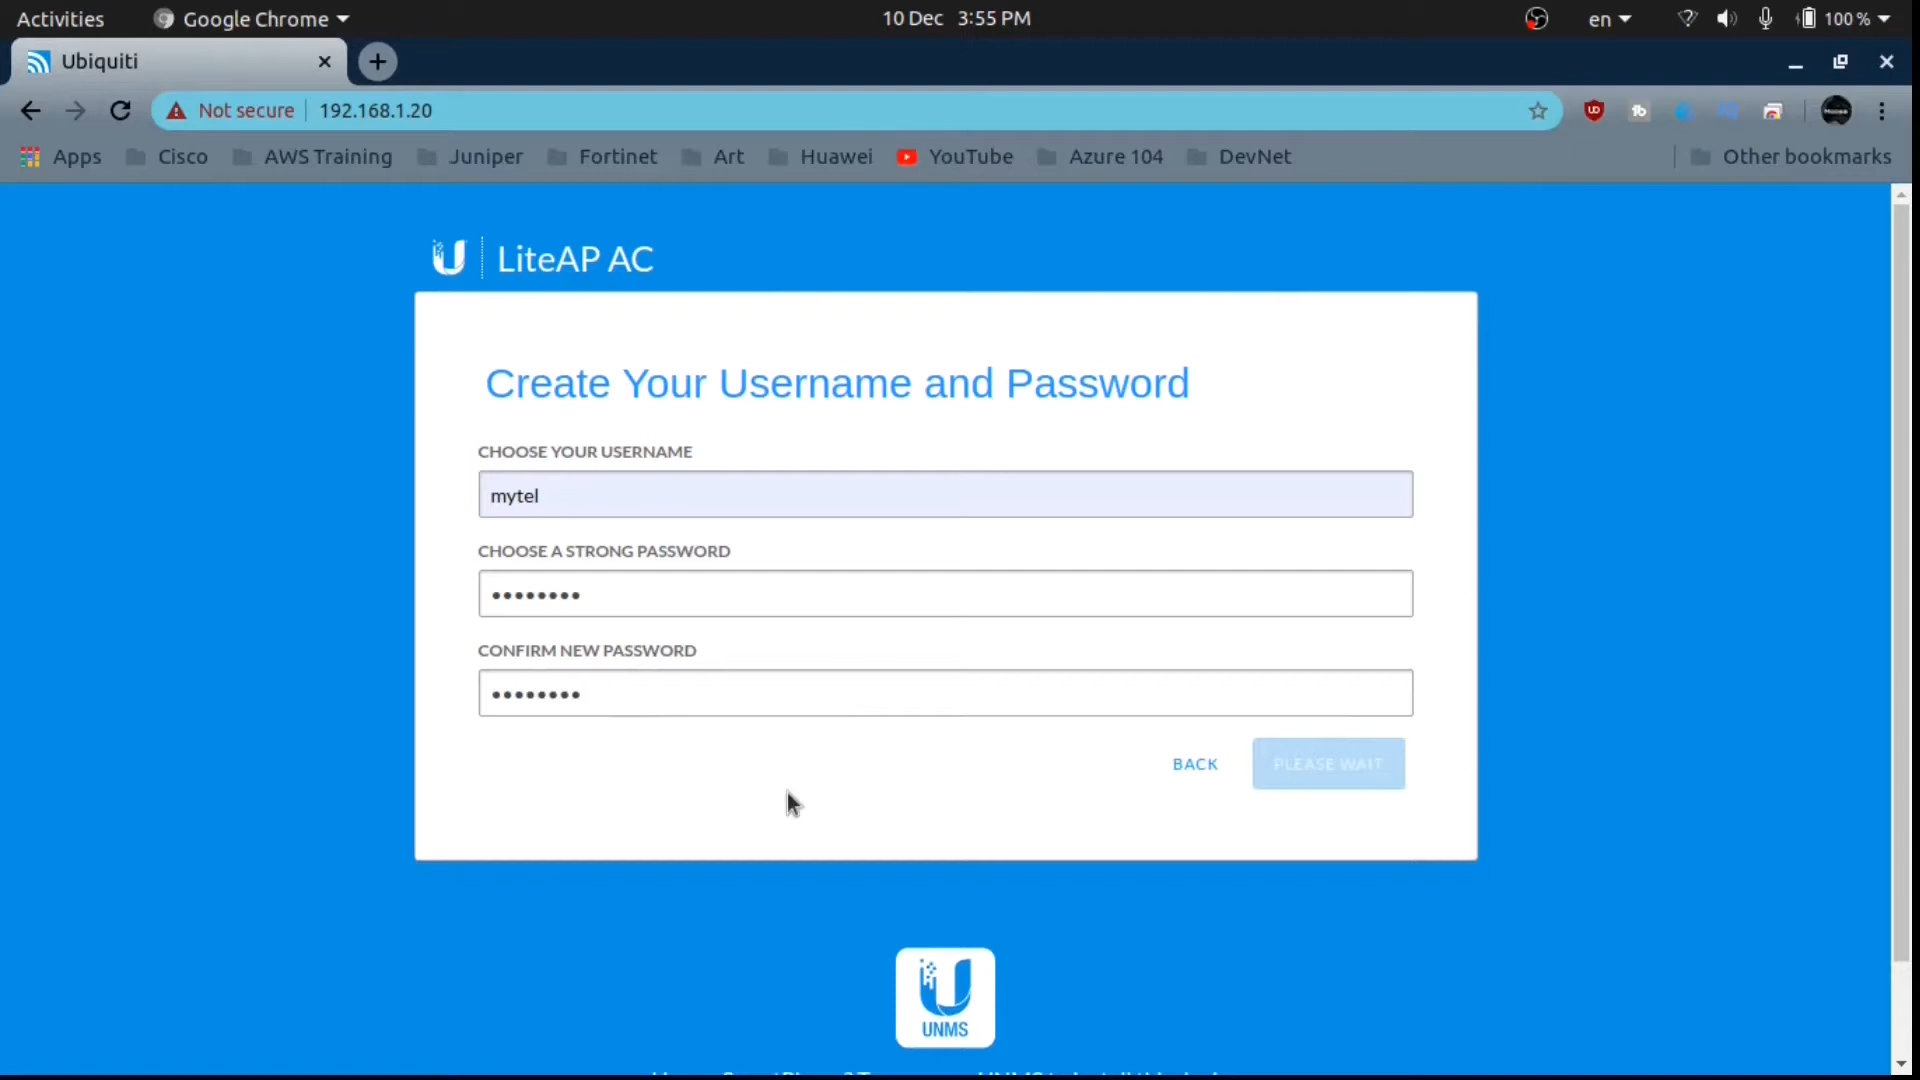 Activities Google Chrome 10 Dec 3:55 PM en 100 %
Ubiquiti
Not secure 192.168.1.20
Apps Cisco AWS Training Juniper Fortinet Art Huawei YouTube Azure 104 DevNet Other bookmarks
LiteAP AC
Create Your Username and Password
CHOOSE YOUR USERNAME
mytel
CHOOSE A STRONG PASSWORD
••••••••
CONFIRM NEW PASSWORD
••••••••
BACK PLEASE WAIT
UNMS